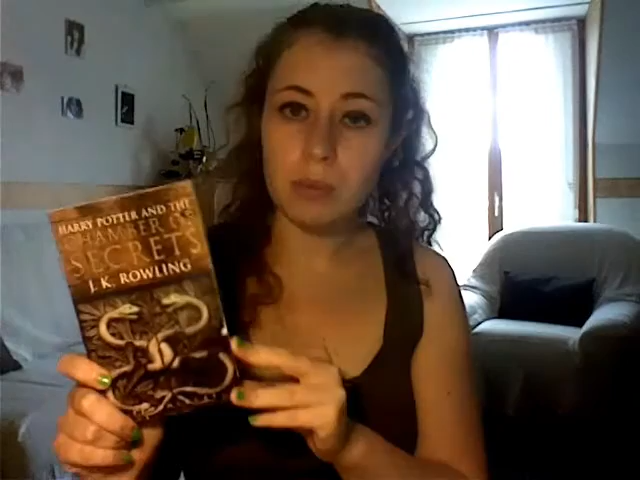 HARRY POTTER AND THE
CHAMBER OF
SECRETS
J.K. ROWLING